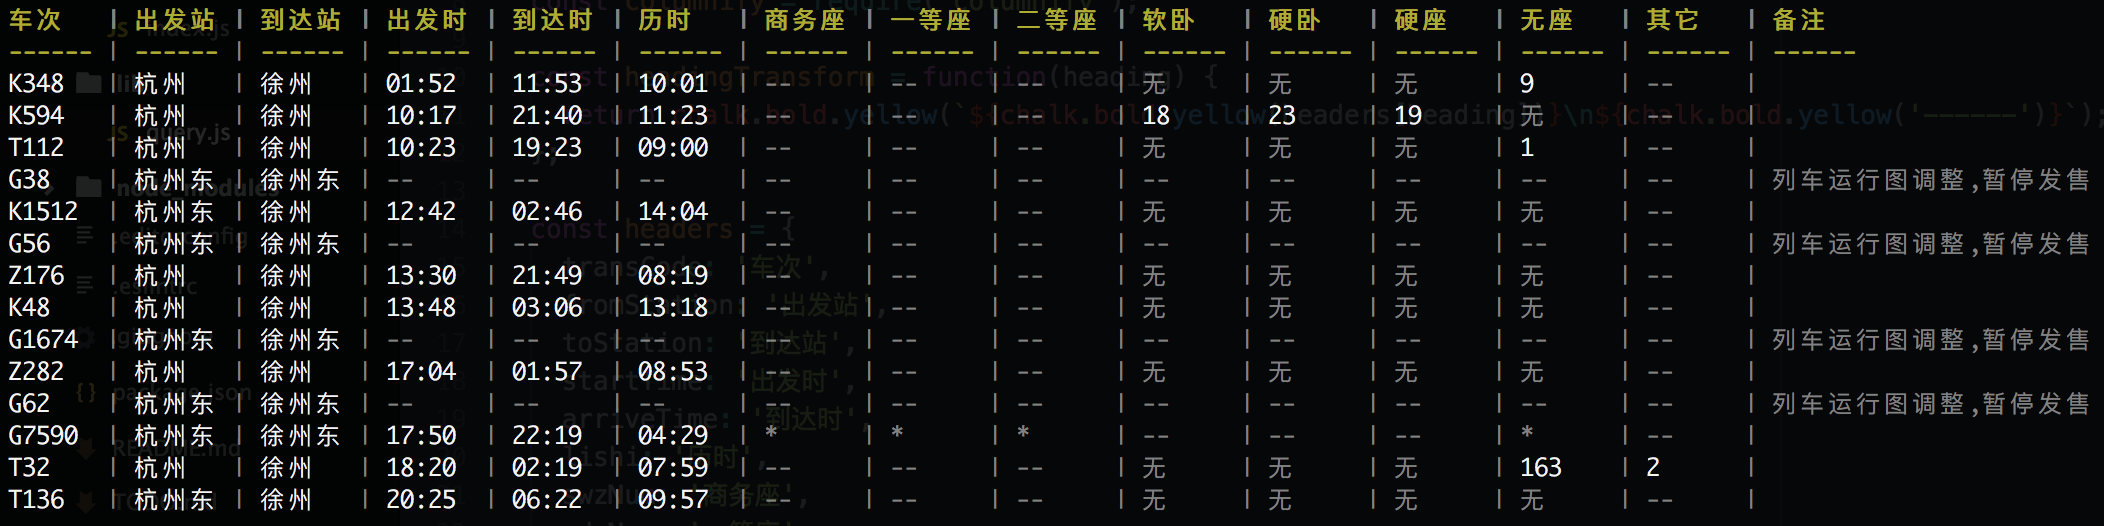 车次 | 出发站 | 到达站 | 出发时 | 到达时 | 历时 | 商务座 | 一等座 | 二等座 | 软卧 | 硬卧 | 硬座 | 无座 | 其它 | 备注
------ | ------ | ------ | ------ | ------ | ------ | ------ | ------ | ------ | ------ | ------ | ------ | ------ | ------ | ------
K348 | 杭州 | 徐州 | 01:52 | 11:53 | 10:01 | -- | -- | -- | 无 | 无 | 无 | 9 | -- |
K594 | 杭州 | 徐州 | 10:17 | 21:40 | 11:23 | -- | -- | -- | 18 | 23 | 19 | 无 | -- |
T112 | 杭州 | 徐州 | 10:23 | 19:23 | 09:00 | -- | -- | -- | 无 | 无 | 无 | 1 | -- |
G38 | 杭州东 | 徐州东 | -- | -- | -- | -- | -- | -- | -- | -- | -- | -- | -- | 列车运行图调整,暂停发售
K1512 | 杭州东 | 徐州 | 12:42 | 02:46 | 14:04 | -- | -- | -- | 无 | 无 | 无 | 无 | -- |
G56 | 杭州东 | 徐州东 | -- | -- | -- | -- | -- | -- | -- | -- | -- | -- | -- | 列车运行图调整,暂停发售
Z176 | 杭州 | 徐州 | 13:30 | 21:49 | 08:19 | -- | -- | -- | 无 | 无 | 无 | 无 | -- |
K48 | 杭州 | 徐州 | 13:48 | 03:06 | 13:18 | -- | -- | -- | 无 | 无 | 无 | 无 | -- |
G1674 | 杭州东 | 徐州东 | -- | -- | -- | -- | -- | -- | -- | -- | -- | -- | -- | 列车运行图调整,暂停发售
Z282 | 杭州 | 徐州 | 17:04 | 01:57 | 08:53 | -- | -- | -- | 无 | 无 | 无 | 无 | -- |
G62 | 杭州东 | 徐州东 | -- | -- | -- | -- | -- | -- | -- | -- | -- | -- | -- | 列车运行图调整,暂停发售
G7590 | 杭州东 | 徐州东 | 17:50 | 22:19 | 04:29 | * | * | * | -- | -- | -- | * | -- |
T32 | 杭州 | 徐州 | 18:20 | 02:19 | 07:59 | -- | -- | -- | 无 | 无 | 无 | 163 | 2 |
T136 | 杭州东 | 徐州 | 20:25 | 06:22 | 09:57 | -- | -- | -- | 无 | 无 | 无 | 无 | -- |